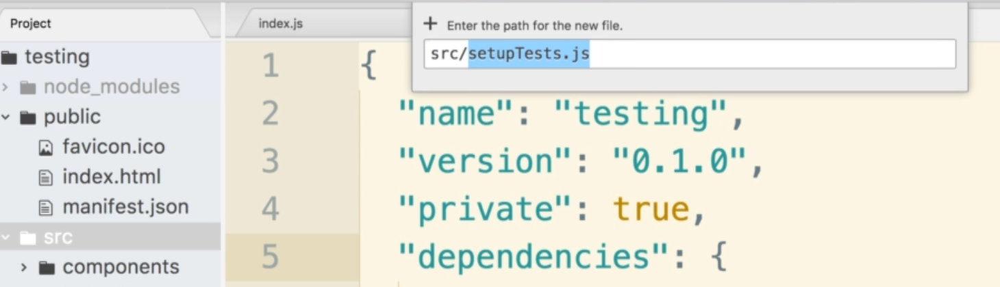 Project
testing
node_modules
public
favicon.ico
index.html
manifest.json
src
components
index.js
+ Enter the path for the new file.
src/setupTests.js
1 {
2 "name": "testing",
3 "version": "0.1.0",
4 "private": true,
5 "dependencies": {